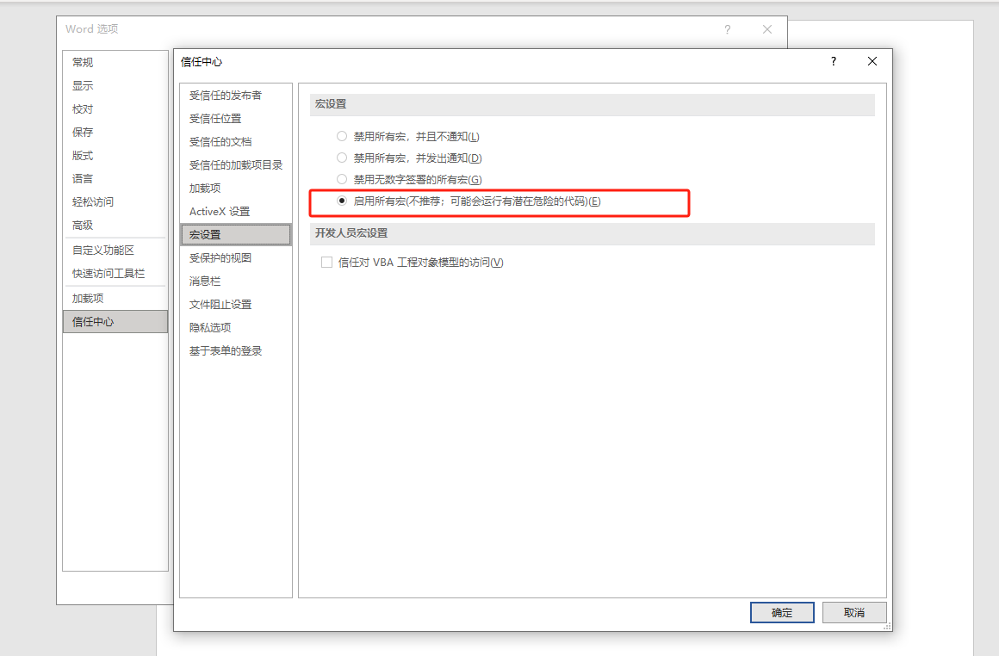 Word 选项
?
常规
显示
校对
保存
版式
语言
轻松访问
高级
自定义功能区
快速访问工具栏
加载项
信任中心
信任中心
?
受信任的发布者
受信任位置
受信任的文档
受信任的加载项目录
加载项
ActiveX 设置
宏设置
受保护的视图
消息栏
文件阻止设置
隐私选项
基于表单的登录
宏设置
禁用所有宏，并且不通知(L)
禁用所有宏，并发出通知(D)
禁用无数字签署的所有宏(G)
启用所有宏(不推荐；可能会运行有潜在危险的代码)(E)
开发人员宏设置
信任对 VBA 工程对象模型的访问(V)
确定
取消